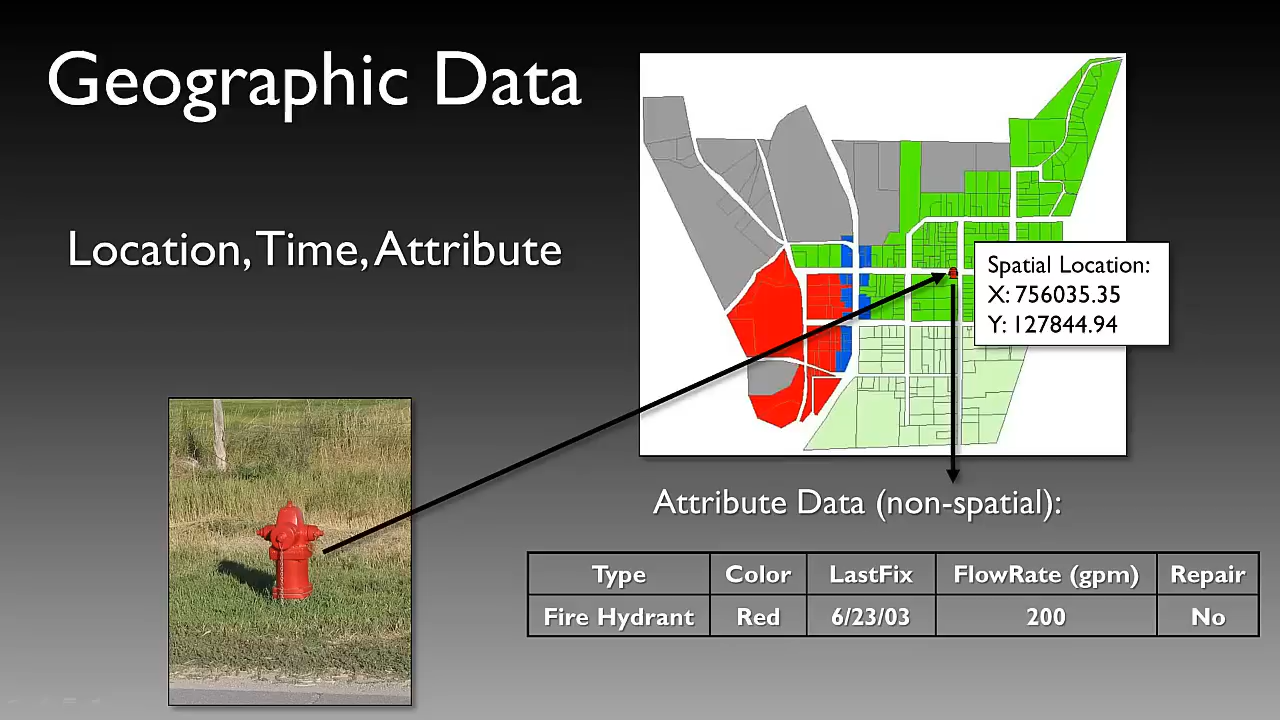 Geographic Data
Location, Time, Attribute
Spatial Location:
X: 756035.35
Y: 127844.94
Attribute Data (non-spatial):
Type Color LastFix FlowRate (gpm) Repair
Fire Hydrant Red 6/23/03 200 No